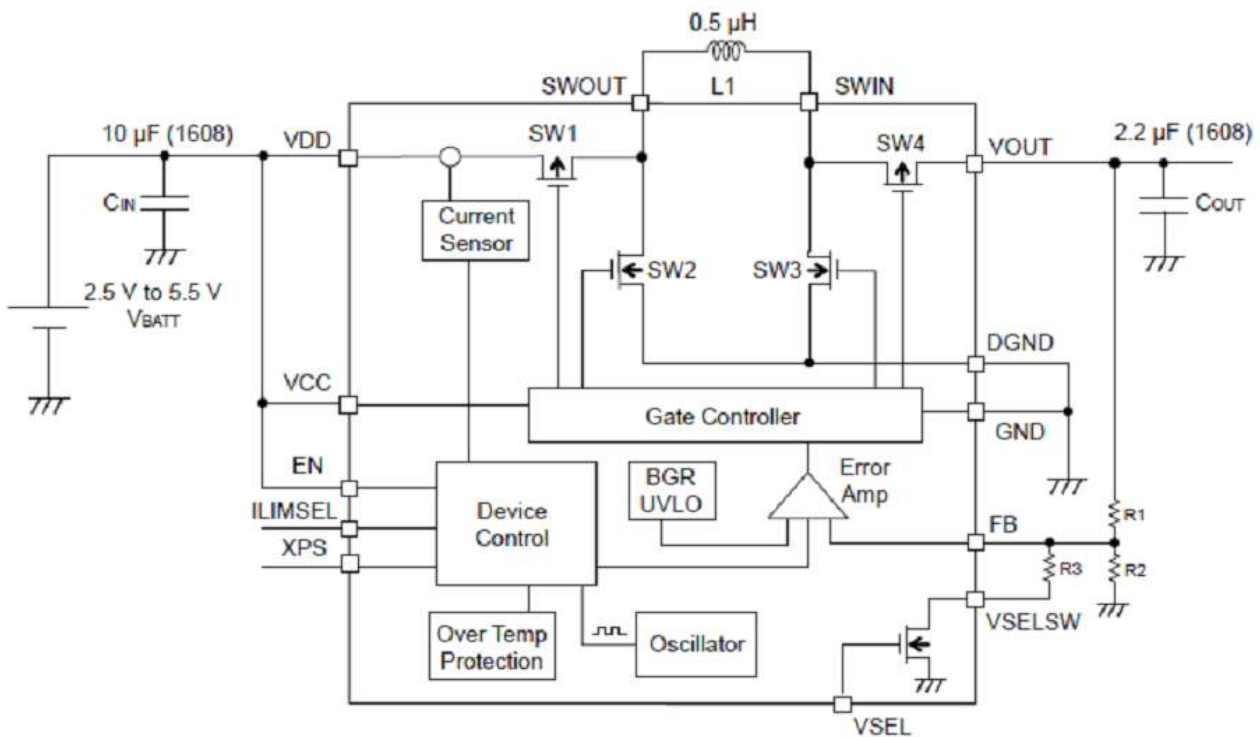 0.5 µH
SWOUT
L1
SWIN
10 µF (1608)
VDD
SW1
SW4
VOUT
2.2 µF (1608)
CIN
Current
Sensor
COUT
SW2
SW3
2.5 V to 5.5 V
VBATT
DGND
VCC
Gate Controller
GND
EN
BGR
UVLO
Error
Amp
ILIMSEL
Device
Control
FB
R1
XPS
R3
R2
VSELSW
Over Temp
Protection
Oscillator
VSEL